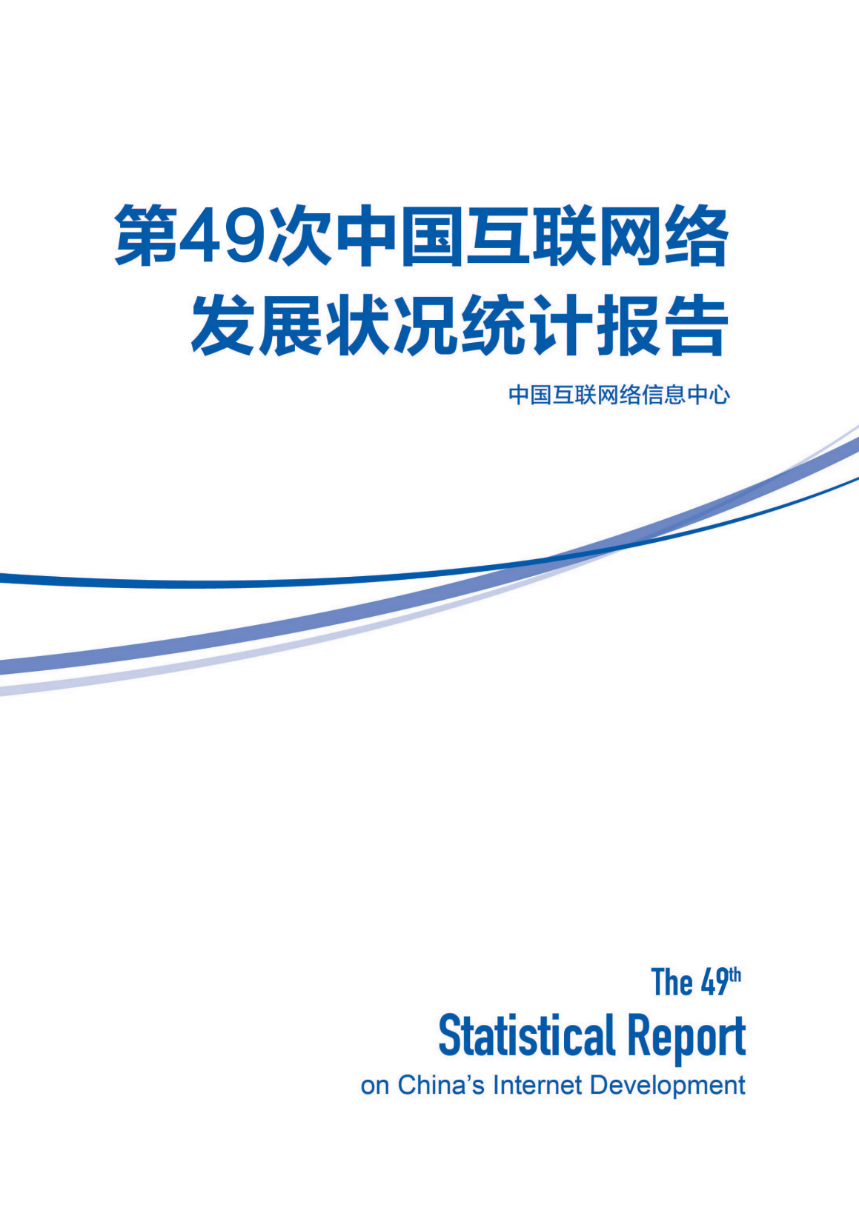 第49次中国互联网络
发展状况统计报告
中国互联网络信息中心
The 49th
Statistical Report
on China's Internet Development